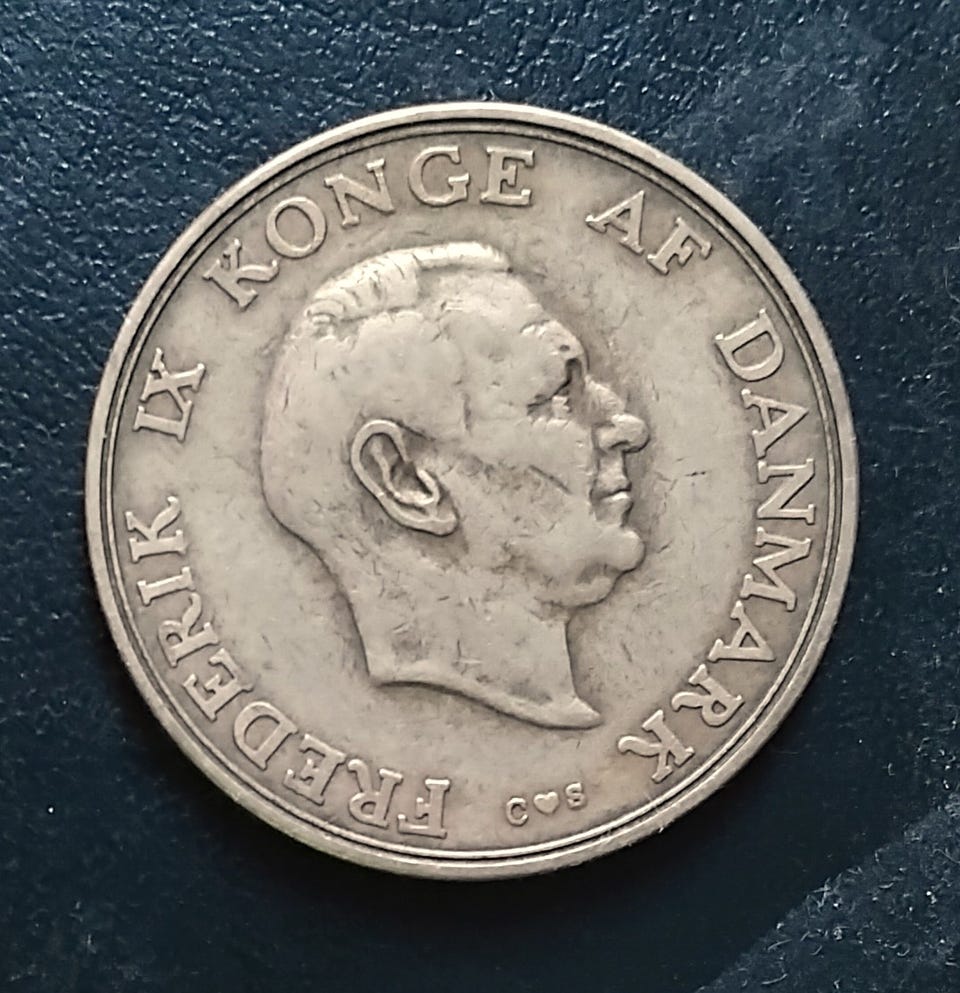 FREDERIK IX KONGE AF DANMARK
C♥S